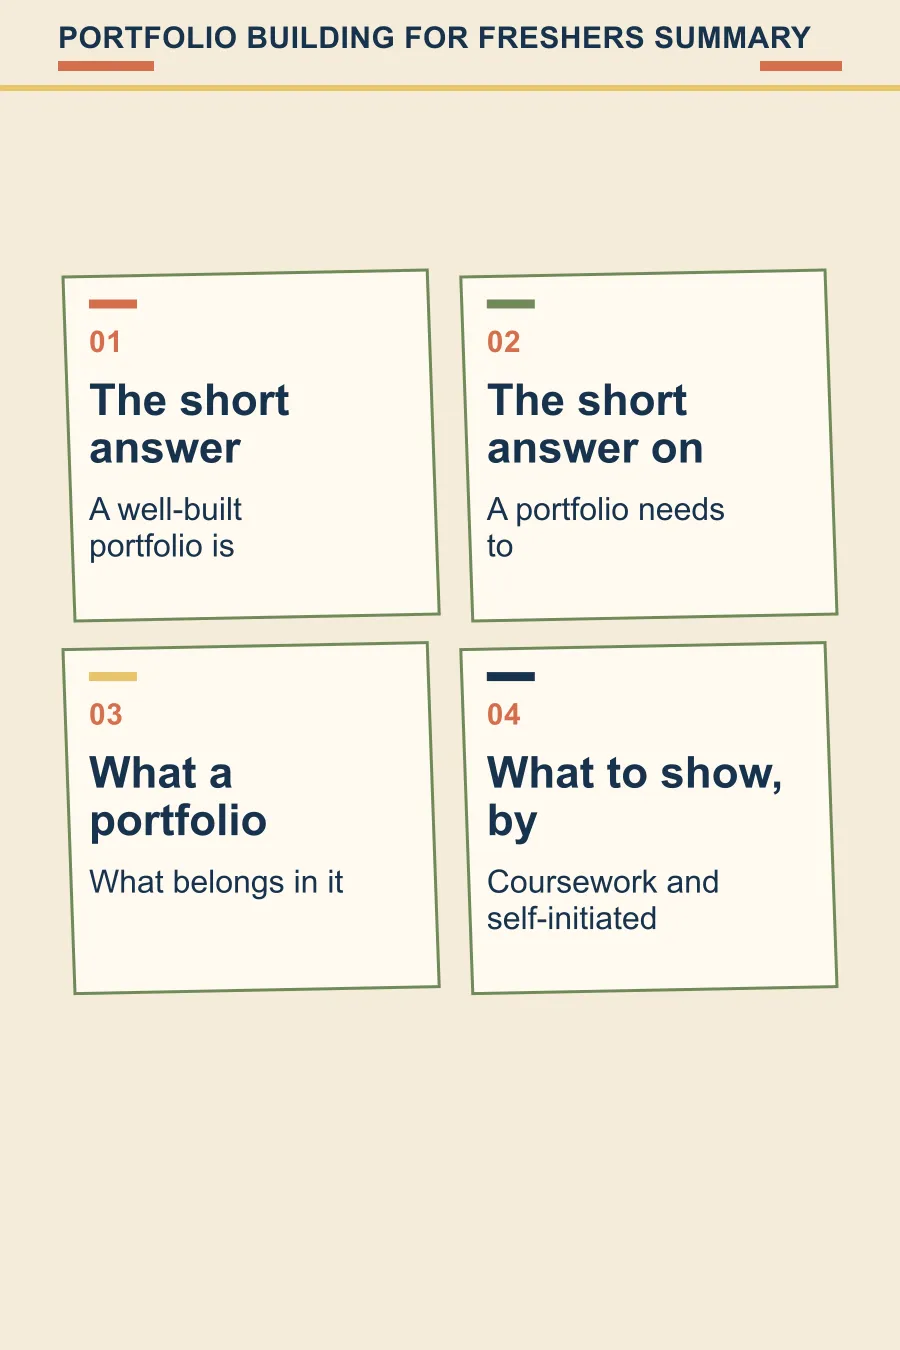 PORTFOLIO BUILDING FOR FRESHERS SUMMARY
01
The short
answer
A well-built
portfolio is
02
The short
answer on
A portfolio needs
to
03
What a
portfolio
What belongs in it
04
What to show,
by
Coursework and
self-initiated